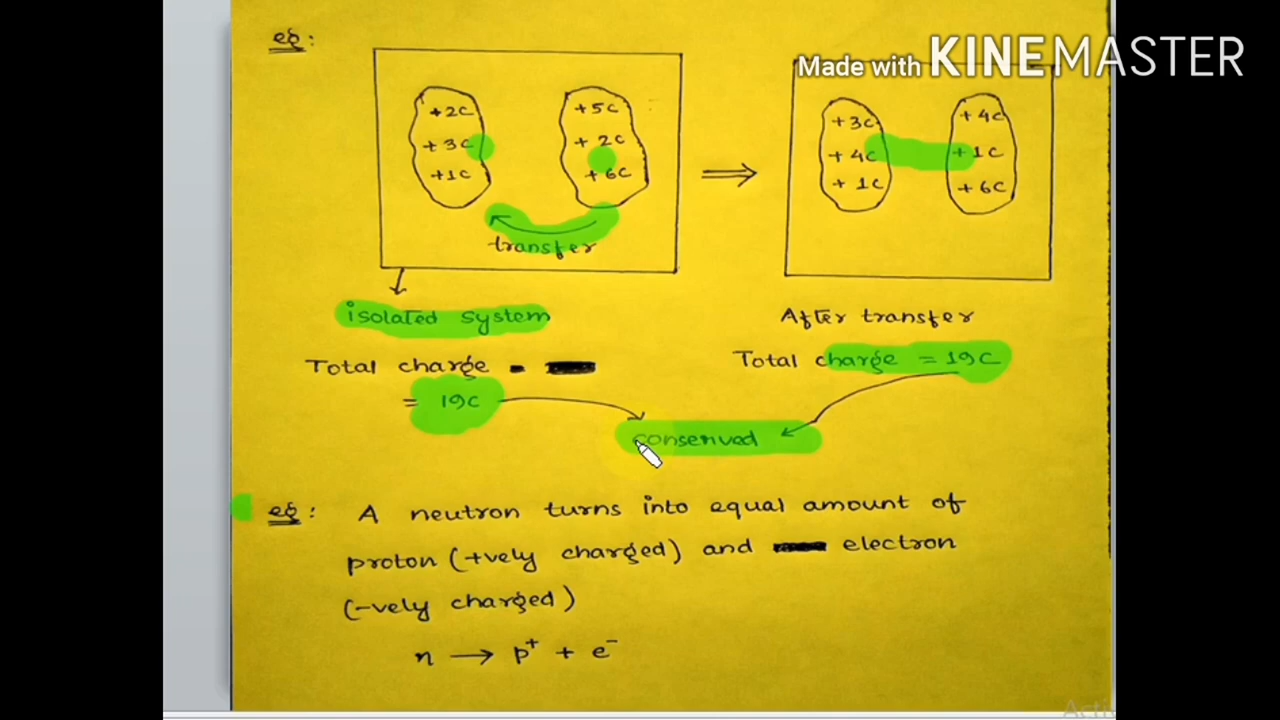 Made with KINEMASTER
eg:
+2C
+3C
+1C
+5C
+2C
+6C
transfer
⇒
+3C
+4C
+1C
+4C
+1C
+6C
isolated system
Total charge =
= 19C
After transfer
Total charge = 19C
conserved
eg: A neutron turns into equal amount of
proton (+vely charged) and electron
(-vely charged)
n → p⁺ + e⁻